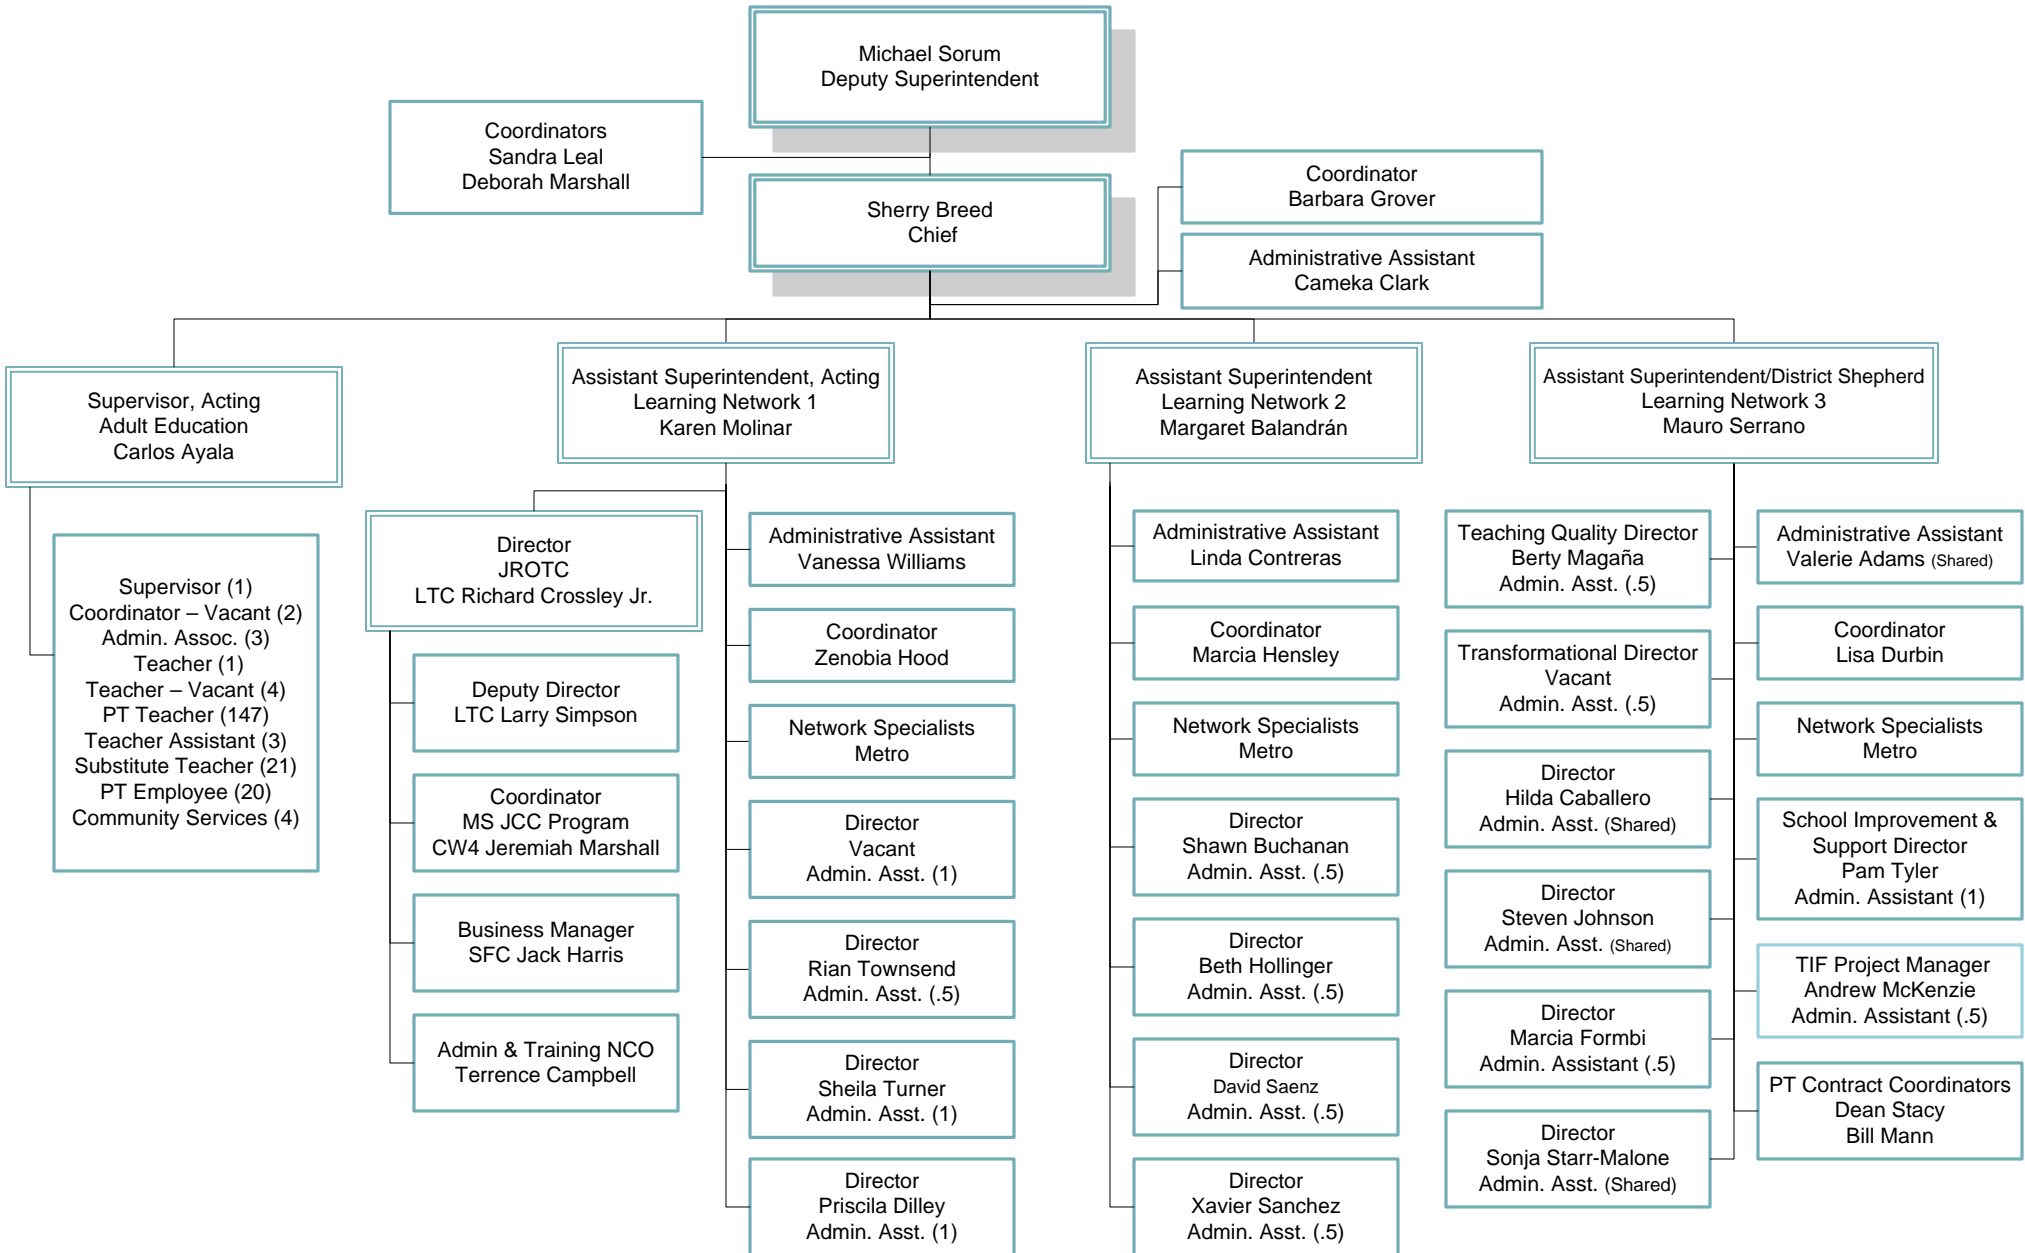 Michael Sorum
Deputy Superintendent
Coordinators
Sandra Leal
Deborah Marshall
Sherry Breed
Chief
Coordinator
Barbara Grover
Administrative Assistant
Cameka Clark
Supervisor, Acting
Adult Education
Carlos Ayala
Supervisor (1)
Coordinator – Vacant (2)
Admin. Assoc. (3)
Teacher (1)
Teacher – Vacant (4)
PT Teacher (147)
Teacher Assistant (3)
Substitute Teacher (21)
PT Employee (20)
Community Services (4)
Assistant Superintendent, Acting
Learning Network 1
Karen Molinar
Director
JROTC
LTC Richard Crossley Jr.
Deputy Director
LTC Larry Simpson
Coordinator
MS JCC Program
CW4 Jeremiah Marshall
Business Manager
SFC Jack Harris
Admin & Training NCO
Terrence Campbell
Administrative Assistant
Vanessa Williams
Coordinator
Zenobia Hood
Network Specialists
Metro
Director
Vacant
Admin. Asst. (1)
Director
Rian Townsend
Admin. Asst. (.5)
Director
Sheila Turner
Admin. Asst. (1)
Director
Priscila Dilley
Admin. Asst. (1)
Assistant Superintendent
Learning Network 2
Margaret Balandrán
Administrative Assistant
Linda Contreras
Coordinator
Marcia Hensley
Network Specialists
Metro
Director
Shawn Buchanan
Admin. Asst. (.5)
Director
Beth Hollinger
Admin. Asst. (.5)
Director
David Saenz
Admin. Asst. (.5)
Director
Xavier Sanchez
Admin. Asst. (.5)
Assistant Superintendent/District Shepherd
Learning Network 3
Mauro Serrano
Teaching Quality Director
Berty Magaña
Admin. Asst. (.5)
Transformational Director
Vacant
Admin. Asst. (.5)
Director
Hilda Caballero
Admin. Asst. (Shared)
Director
Steven Johnson
Admin. Asst. (Shared)
Director
Marcia Formbi
Admin. Assistant (.5)
Director
Sonja Starr-Malone
Admin. Asst. (Shared)
Administrative Assistant
Valerie Adams (Shared)
Coordinator
Lisa Durbin
Network Specialists
Metro
School Improvement &
Support Director
Pam Tyler
Admin. Assistant (1)
TIF Project Manager
Andrew McKenzie
Admin. Assistant (.5)
PT Contract Coordinators
Dean Stacy
Bill Mann